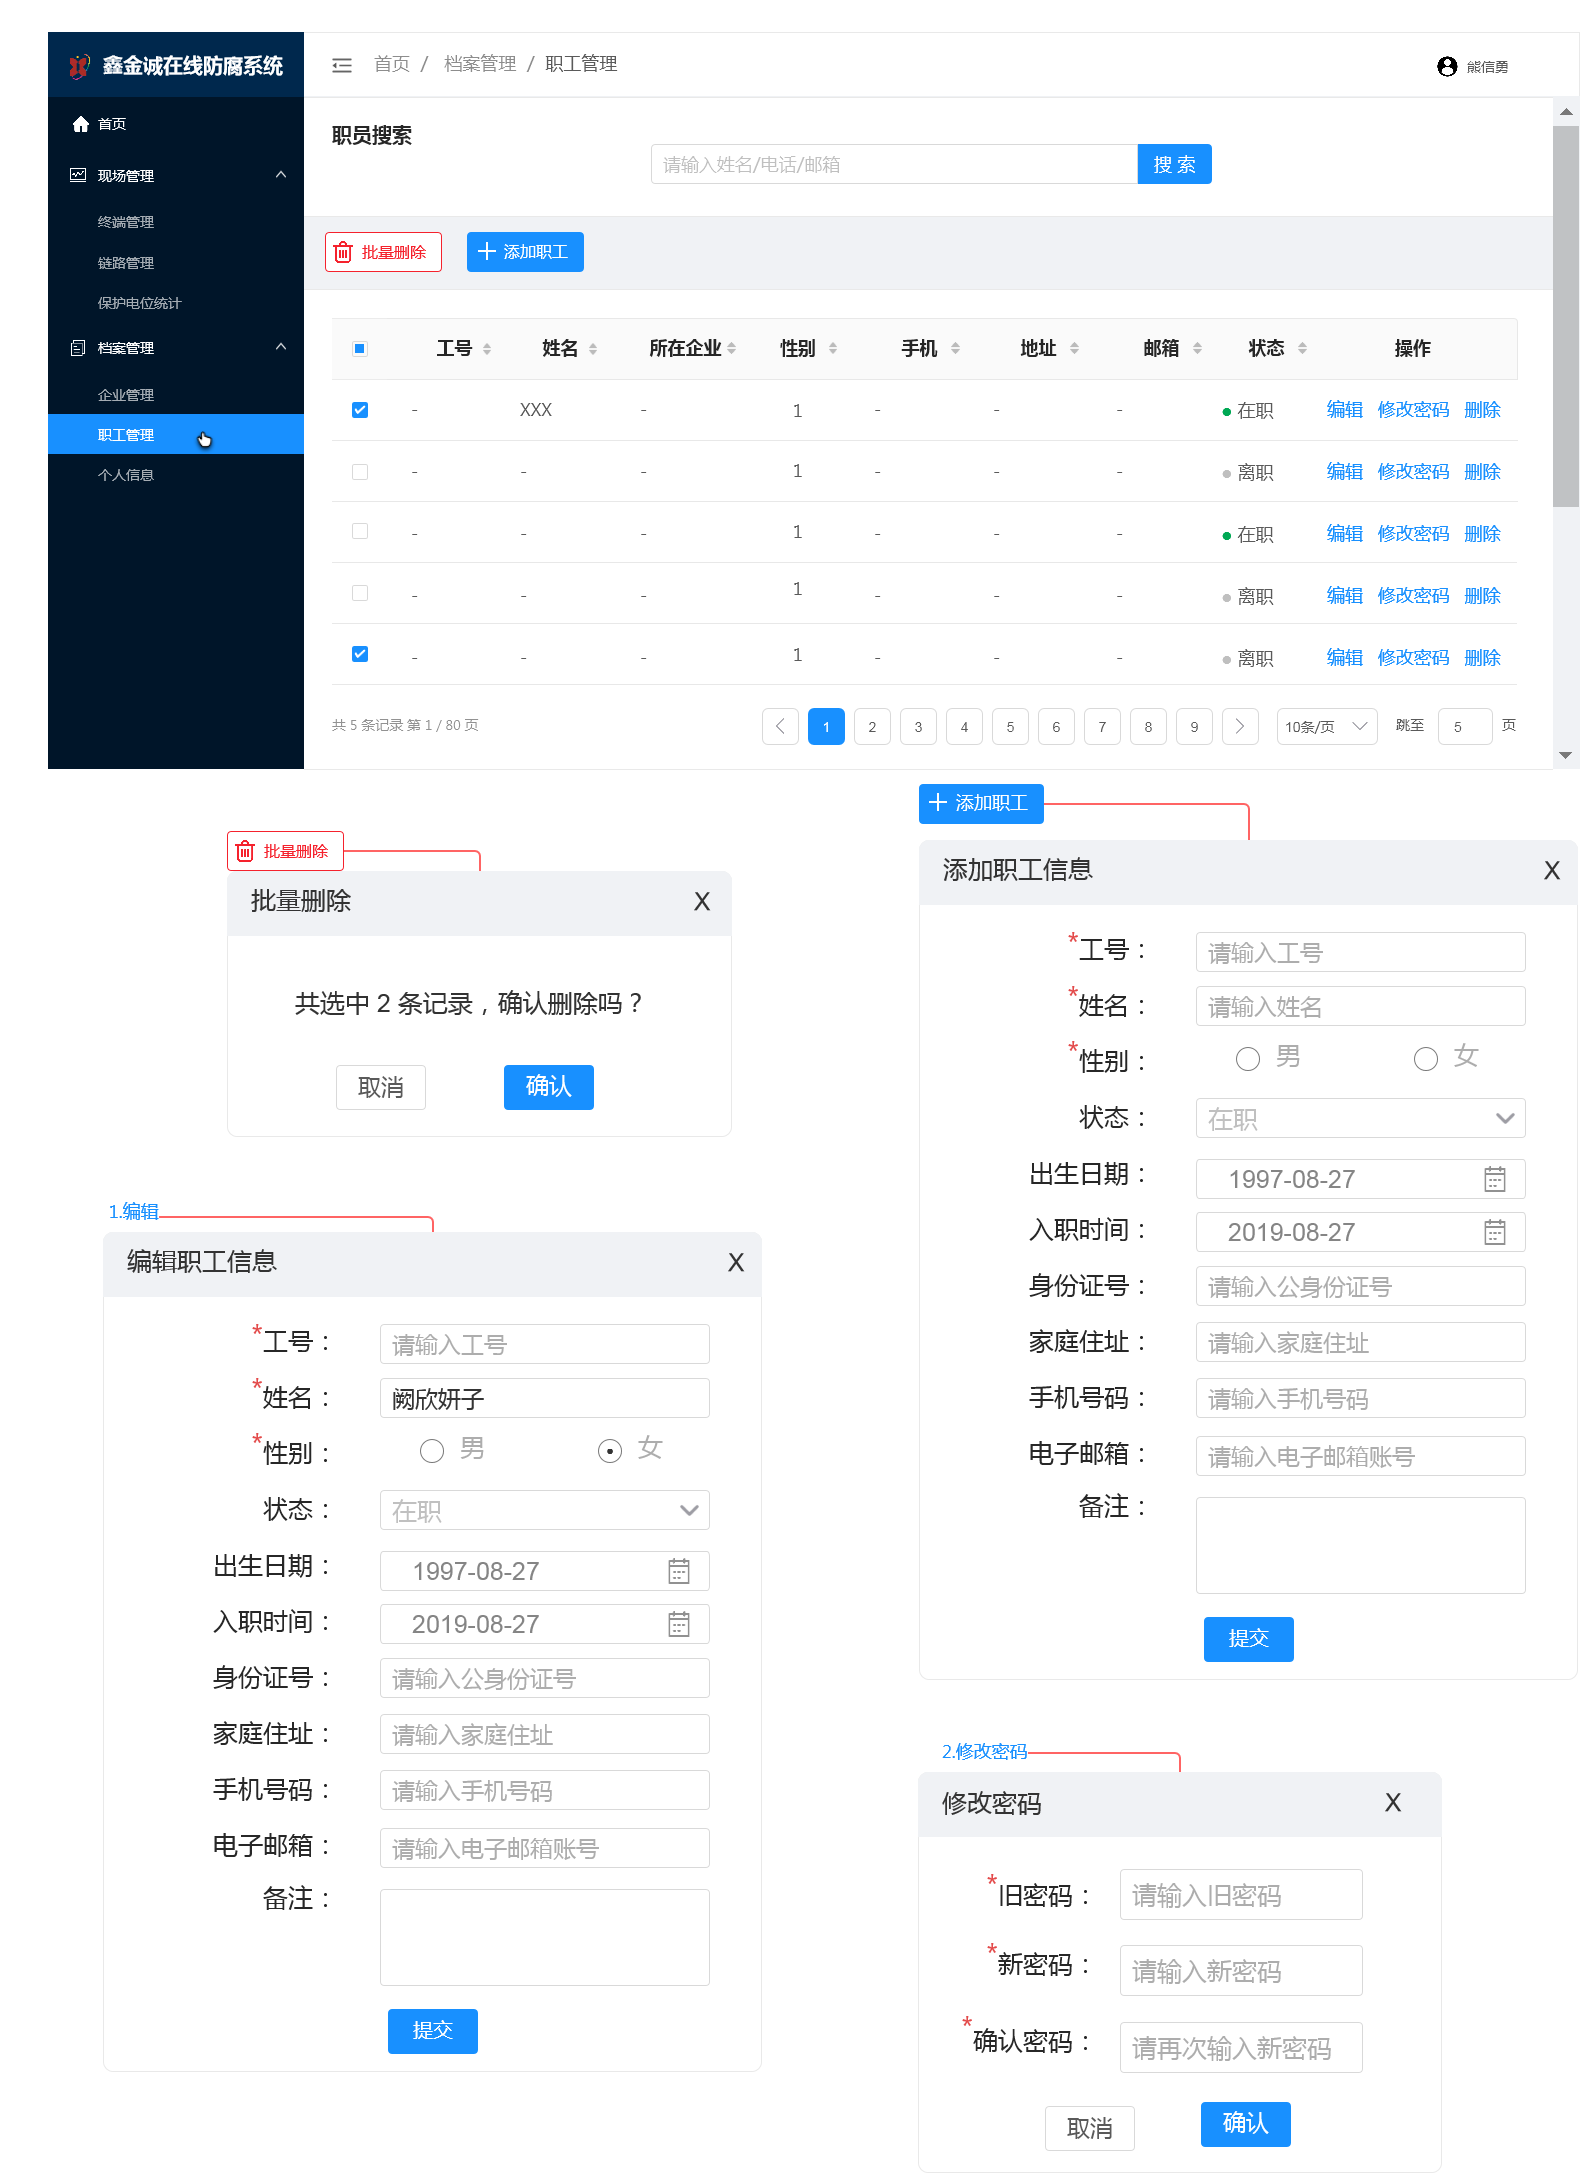 鑫金诚在线防腐系统
首页 / 档案管理 / 职工管理
熊信勇
首页
现场管理
终端管理
链路管理
保护电位统计
档案管理
企业管理
职工管理
个人信息
职员搜索
请输入姓名/电话/邮箱 搜 索
批量删除 添加职工
工号 姓名 所在企业 性别 手机 地址 邮箱 状态 操作
- XXX - 1 - - - 在职 编辑 修改密码 删除
- - - 1 - - - 离职 编辑 修改密码 删除
- - - 1 - - - 在职 编辑 修改密码 删除
- - - 1 - - - 离职 编辑 修改密码 删除
- - - 1 - - - 离职 编辑 修改密码 删除
共 5 条记录 第 1 / 80 页 1 2 3 4 5 6 7 8 9 10条/页 跳至 5 页
批量删除
批量删除 X
共选中 2 条记录，确认删除吗？
取消 确认
添加职工
添加职工信息 X
*工号： 请输入工号
*姓名： 请输入姓名
*性别： 男 女
状态： 在职
出生日期： 1997-08-27
入职时间： 2019-08-27
身份证号： 请输入公身份证号
家庭住址： 请输入家庭住址
手机号码： 请输入手机号码
电子邮箱： 请输入电子邮箱账号
备注：
提交
1.编辑
编辑职工信息 X
*工号： 请输入工号
*姓名： 阙欣妍子
*性别： 男 女
状态： 在职
出生日期： 1997-08-27
入职时间： 2019-08-27
身份证号： 请输入公身份证号
家庭住址： 请输入家庭住址
手机号码： 请输入手机号码
电子邮箱： 请输入电子邮箱账号
备注：
提交
2.修改密码
修改密码 X
*旧密码： 请输入旧密码
*新密码： 请输入新密码
*确认密码： 请再次输入新密码
取消 确认